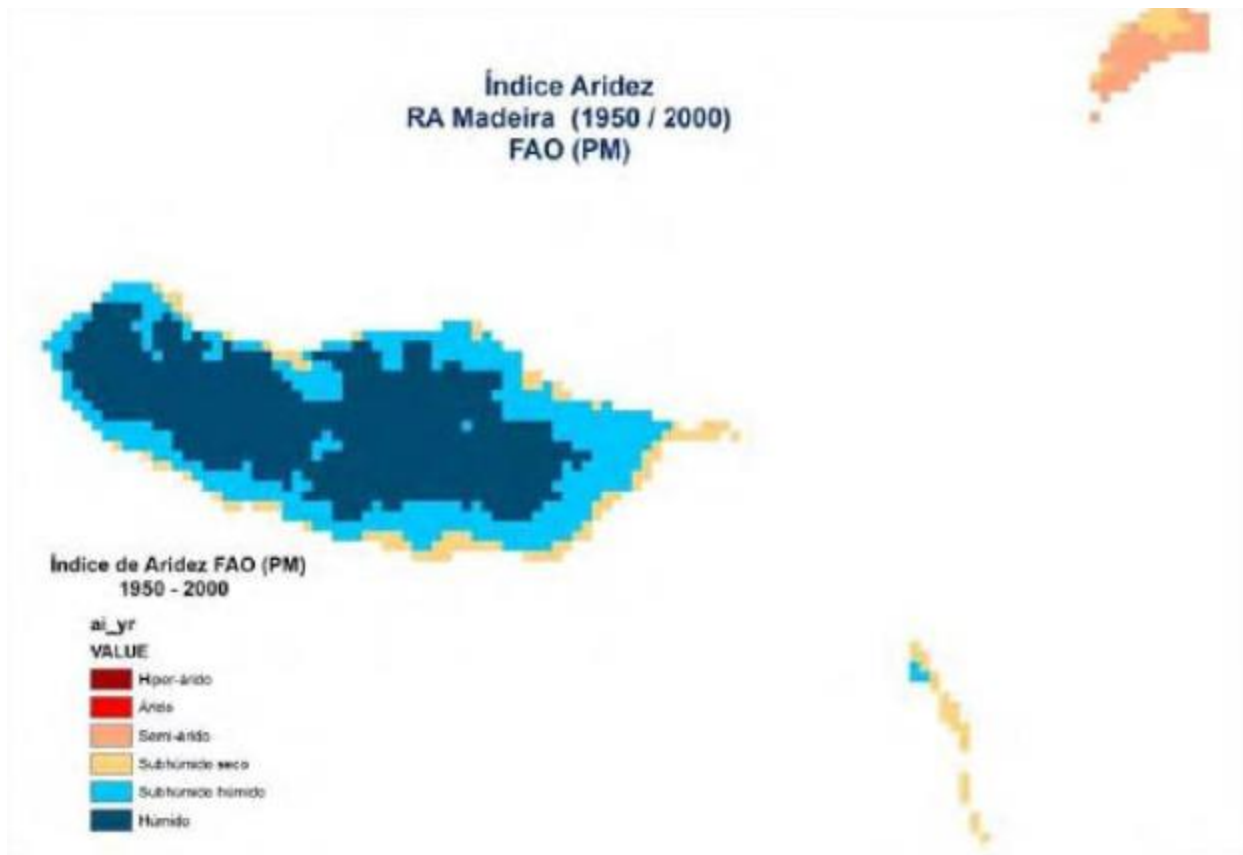 Índice Aridez
RA Madeira (1950 / 2000)
FAO (PM)
Índice de Aridez FAO (PM)
1950 - 2000
ai_yr
VALUE
Hiper-árido
Árido
Semi-árido
Subhúmido seco
Subhúmido húmido
Húmido